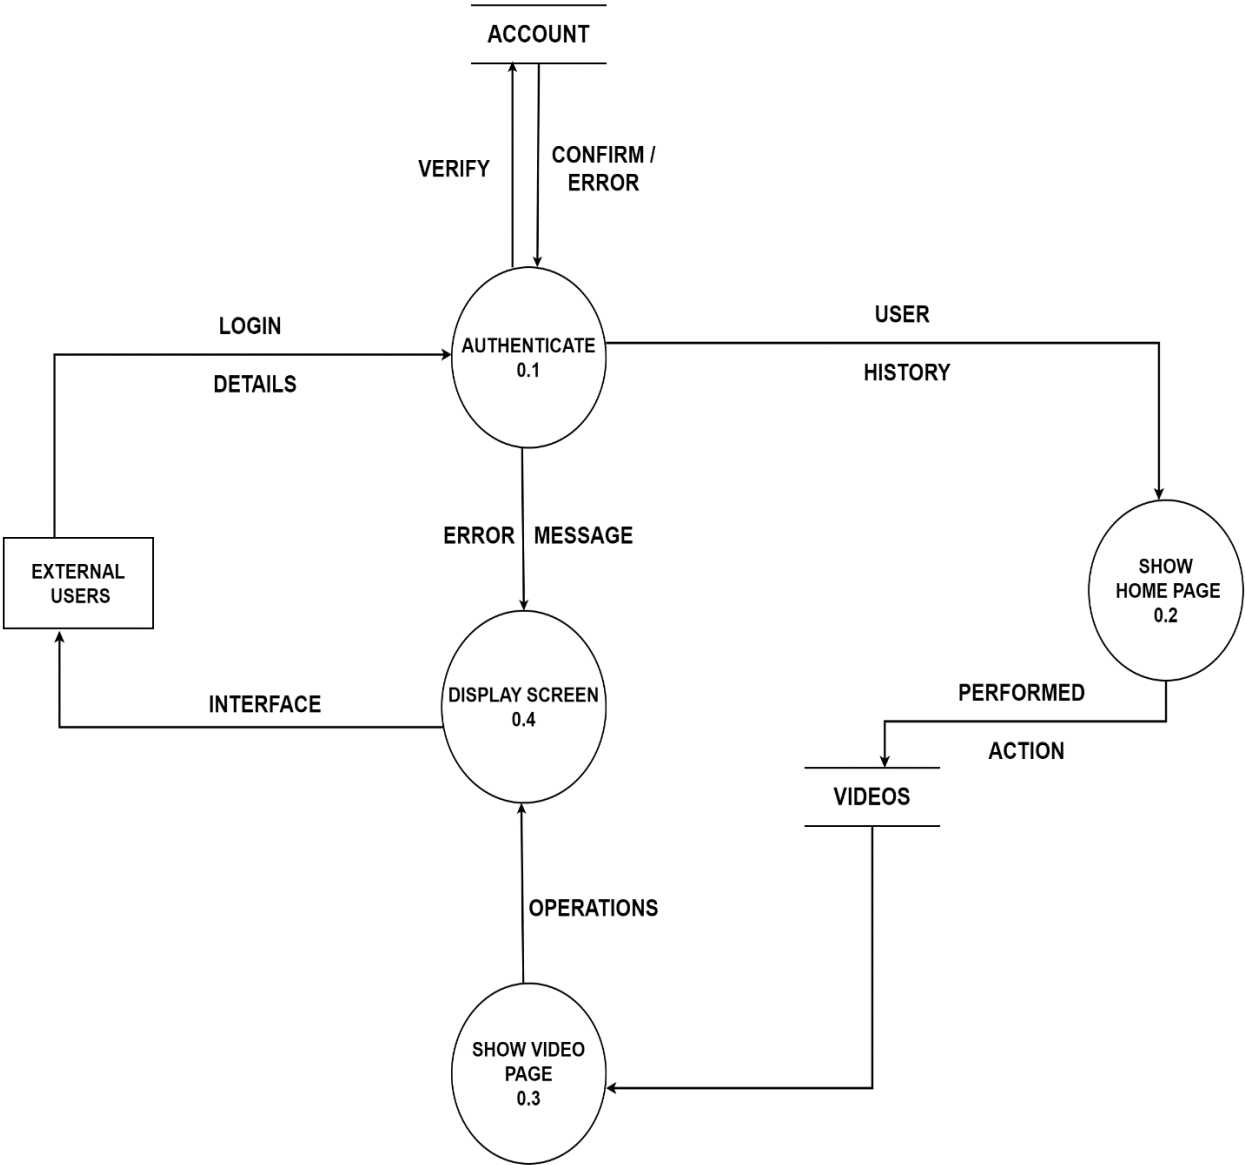 ACCOUNT
VERIFY
CONFIRM /
ERROR
LOGIN
DETAILS
AUTHENTICATE
0.1
USER
HISTORY
ERROR MESSAGE
EXTERNAL
USERS
SHOW
HOME PAGE
0.2
INTERFACE
DISPLAY SCREEN
0.4
PERFORMED
ACTION
VIDEOS
OPERATIONS
SHOW VIDEO
PAGE
0.3